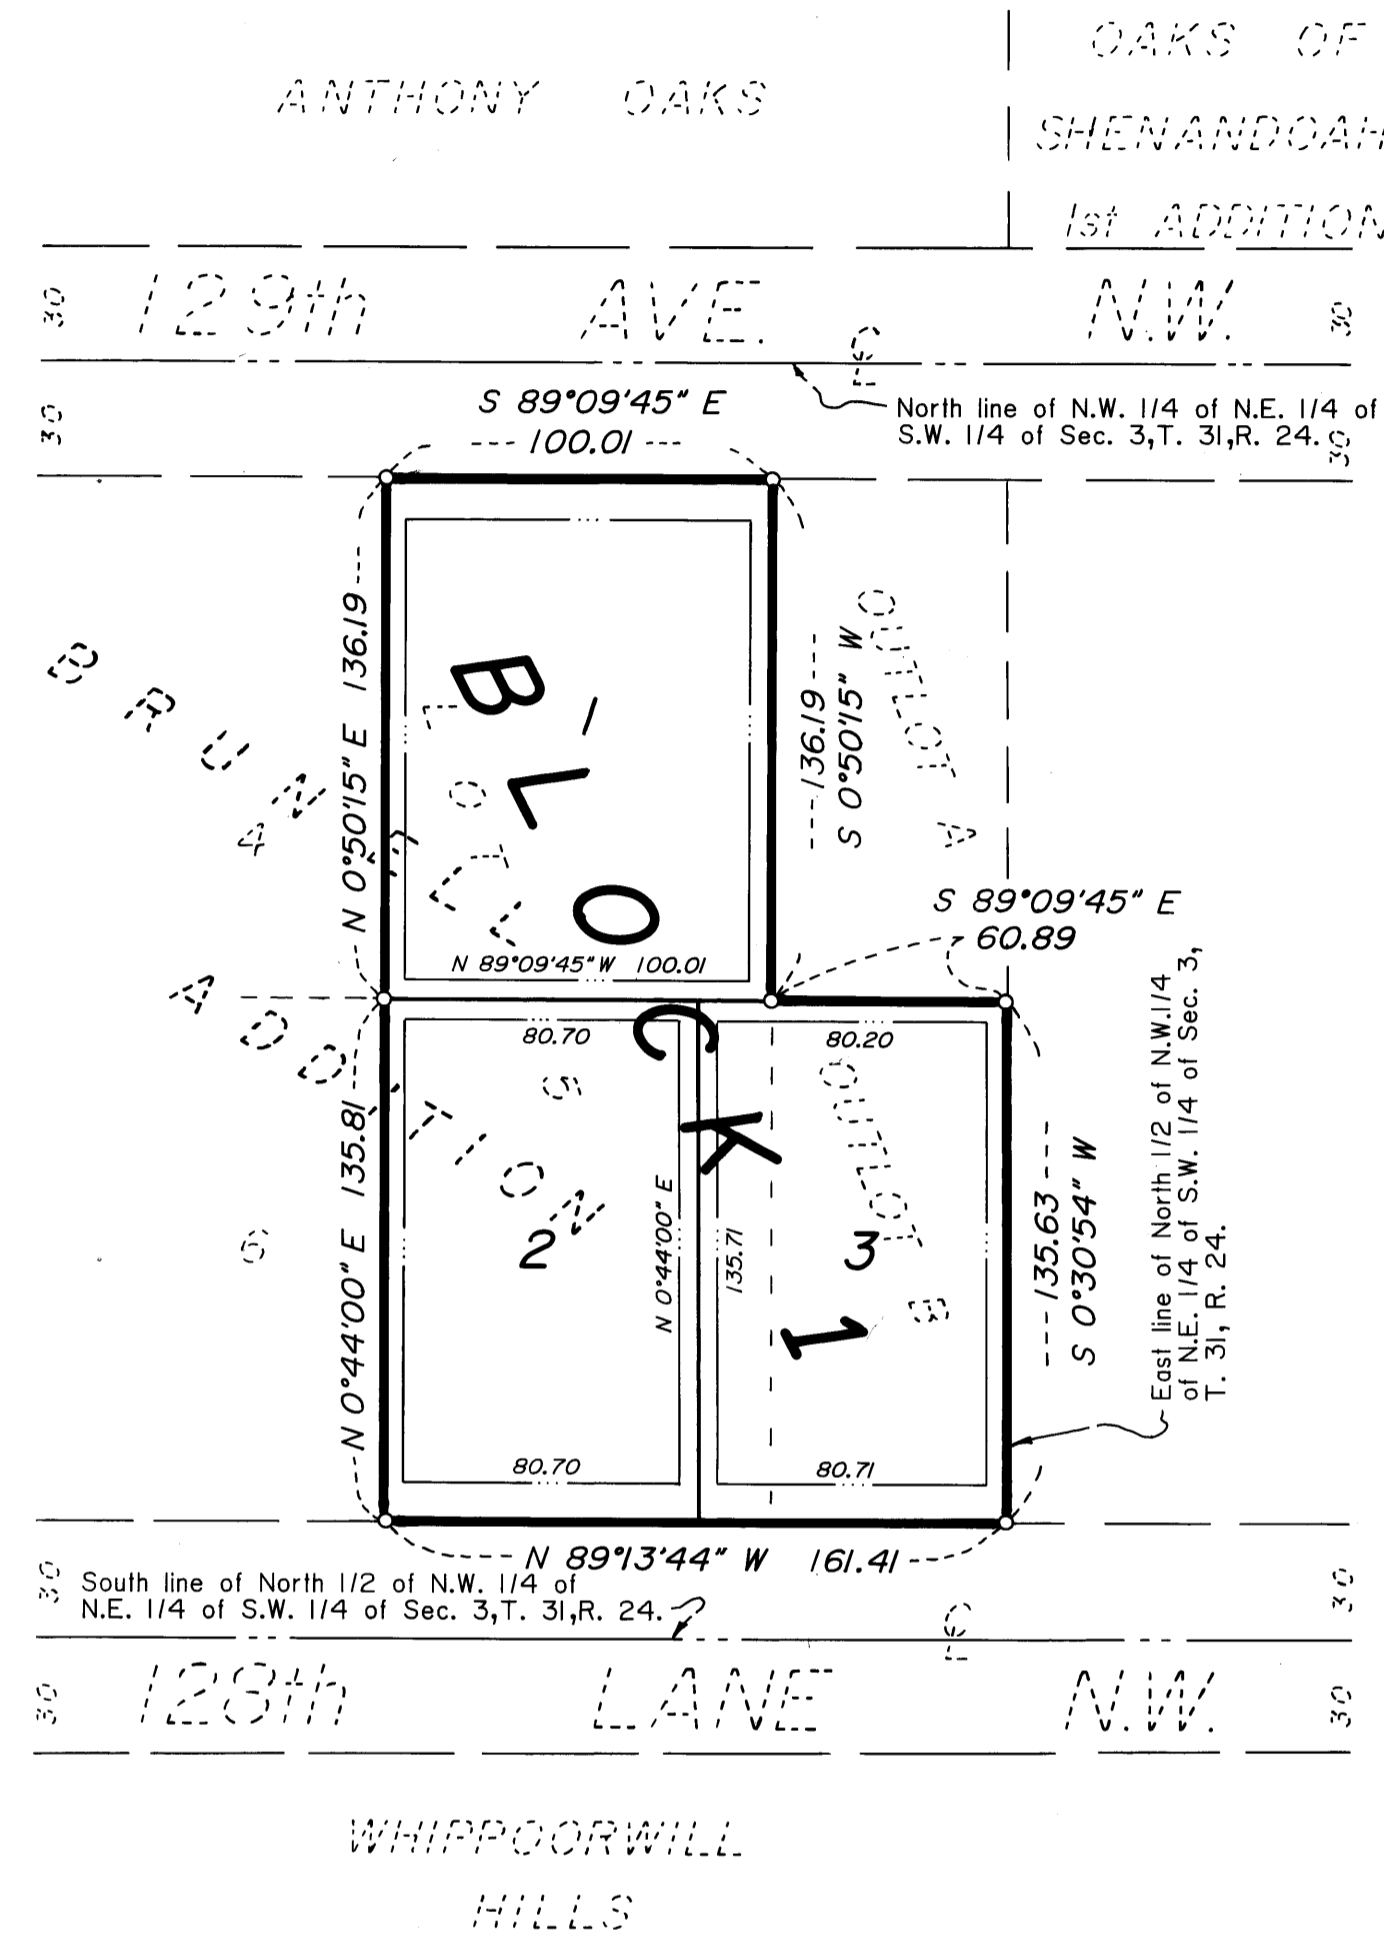 ANTHONY OAKS
OAKS OF
SHENANDOAH
1st ADDITION
30 129th AVE. N.W. 30
℄
S 89°09'45" E
100.01
30
North line of N.W. 1/4 of N.E. 1/4 of
S.W. 1/4 of Sec. 3,T. 31,R. 24.
30
N 0°50'15" E 136.19
136.19
S 0°50'15" W
BRUNELL
ADDITION
4
LOT
5
6
OUTLOT A
BLOCK 1
1
N 89°09'45" W 100.01
S 89°09'45" E
60.89
80.70
80.20
OUTLOT B
N 0°44'00" E 135.81
N 0°44'00" E
135.71
2
3
135.63
S 0°30'54" W
East line of North 1/2 of N.W.1/4
of N.E. 1/4 of S.W. 1/4 of Sec. 3,
T. 31, R. 24.
80.70
80.71
N 89°13'44" W 161.41
30
South line of North 1/2 of N.W. 1/4 of
N.E. 1/4 of S.W. 1/4 of Sec. 3,T. 31,R. 24.
30
℄
30 128th LANE N.W. 30
WHIPPOORWILL
HILLS